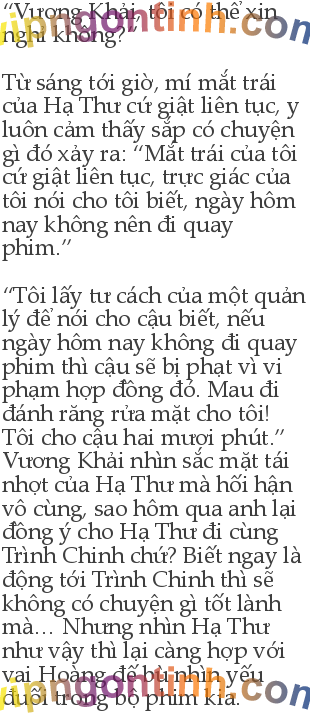 “Vương Khải, tôi có thể xin
nghỉ không?”
Từ sáng tới giờ, mí mắt trái
của Hạ Thư cứ giật liên tục, y
luôn cảm thấy sắp có chuyện
gì đó xảy ra: “Mắt trái của tôi
cứ giật liên tục, trực giác của
tôi nói cho tôi biết, ngày hôm
nay không nên đi quay
phim.”
“Tôi lấy tư cách của một quản
lý để nói cho cậu biết, nếu
ngày hôm nay không đi quay
phim thì cậu sẽ bị phạt vì vi
phạm hợp đồng đó. Mau đi
đánh răng rửa mặt cho tôi!
Tôi cho cậu hai mươi phút.”
Vương Khải nhìn sắc mặt tái
nhợt của Hạ Thư mà hối hận
vô cùng, sao hôm qua anh lại
đồng ý cho Hạ Thư đi cùng
Trình Chinh chứ? Biết ngay là
động tới Trình Chinh thì sẽ
không có chuyện gì tốt lành
mà... Nhưng nhìn Hạ Thư
như vậy thì lại càng hợp với
vai Hoàng đế bù nhìn yếu
đuối trong bộ phim kia.
vipngontinh.com
vipngontinh.com